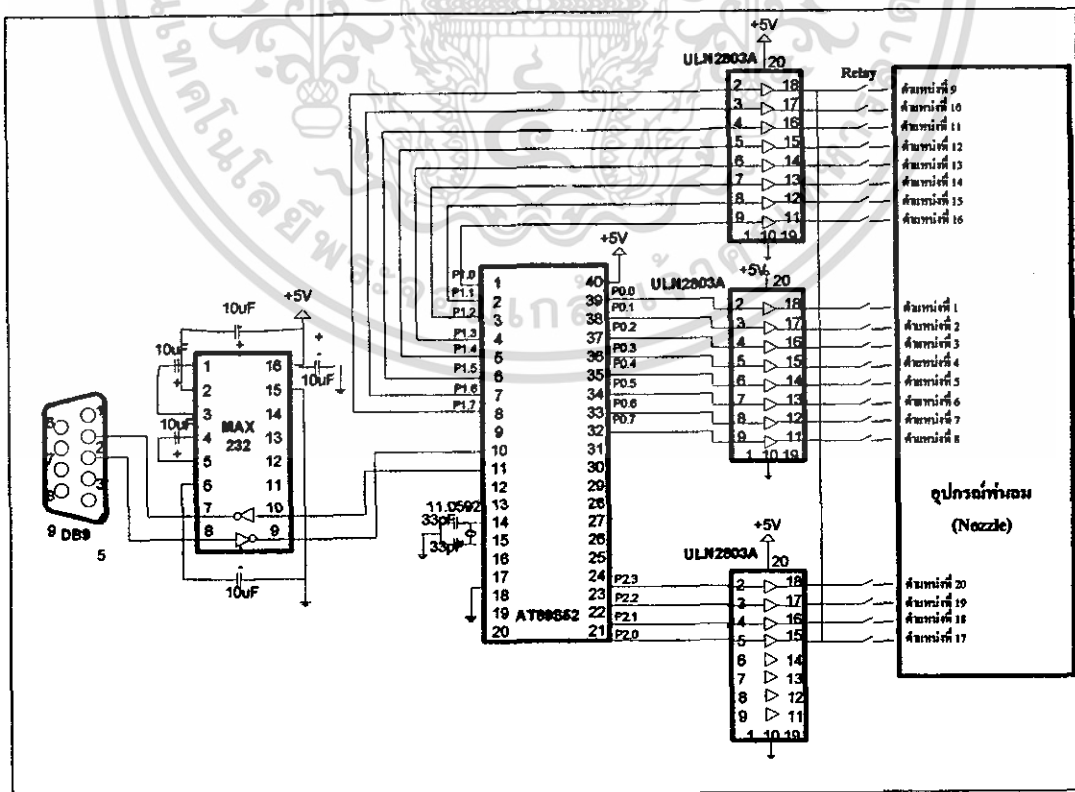 +5V
ULN2803A
20
Relay
2 18 ตำแหน่งที่ 9
3 17 ตำแหน่งที่ 10
4 16 ตำแหน่งที่ 11
5 15 ตำแหน่งที่ 12
6 14 ตำแหน่งที่ 13
7 13 ตำแหน่งที่ 14
8 12 ตำแหน่งที่ 15
9 11 ตำแหน่งที่ 16
1 10 19
+5V
ULN2803A
+5V
20
2 18 ตำแหน่งที่ 1
3 17 ตำแหน่งที่ 2
4 16 ตำแหน่งที่ 3
5 15 ตำแหน่งที่ 4
6 14 ตำแหน่งที่ 5
7 13 ตำแหน่งที่ 6
8 12 ตำแหน่งที่ 7
9 11 ตำแหน่งที่ 8
1 10 19
อุปกรณ์พ่นลม
(Nozzle)
+5V
ULN2803A
20
2 18 ตำแหน่งที่ 20
3 17 ตำแหน่งที่ 19
4 16 ตำแหน่งที่ 18
5 15 ตำแหน่งที่ 17
6 14
7 13
8 12
9 11
1 10 19
P1.0 1 40
P1.1 2 39 P0.0
P1.2 3 38 P0.1
P1.3 4 37 P0.2
P1.4 5 36 P0.3
P1.5 6 35 P0.4
P1.6 7 34 P0.5
P1.7 8 33 P0.6
9 32 P0.7
10 31
11 30
12 29
13 28
14 27
15 26
16 25
17 24 P2.3
18 23 P2.2
19 22 P2.1
20 21 P2.0
AT89S52
11.0592
33pF
33pF
+5V
10uF
10uF
10uF
10uF
10uF
MAX
232
1 16
2 15
3 14
4 13
5 12
6 11
7 10
8 9
1
6
2
7
3
8
9 DB9
5